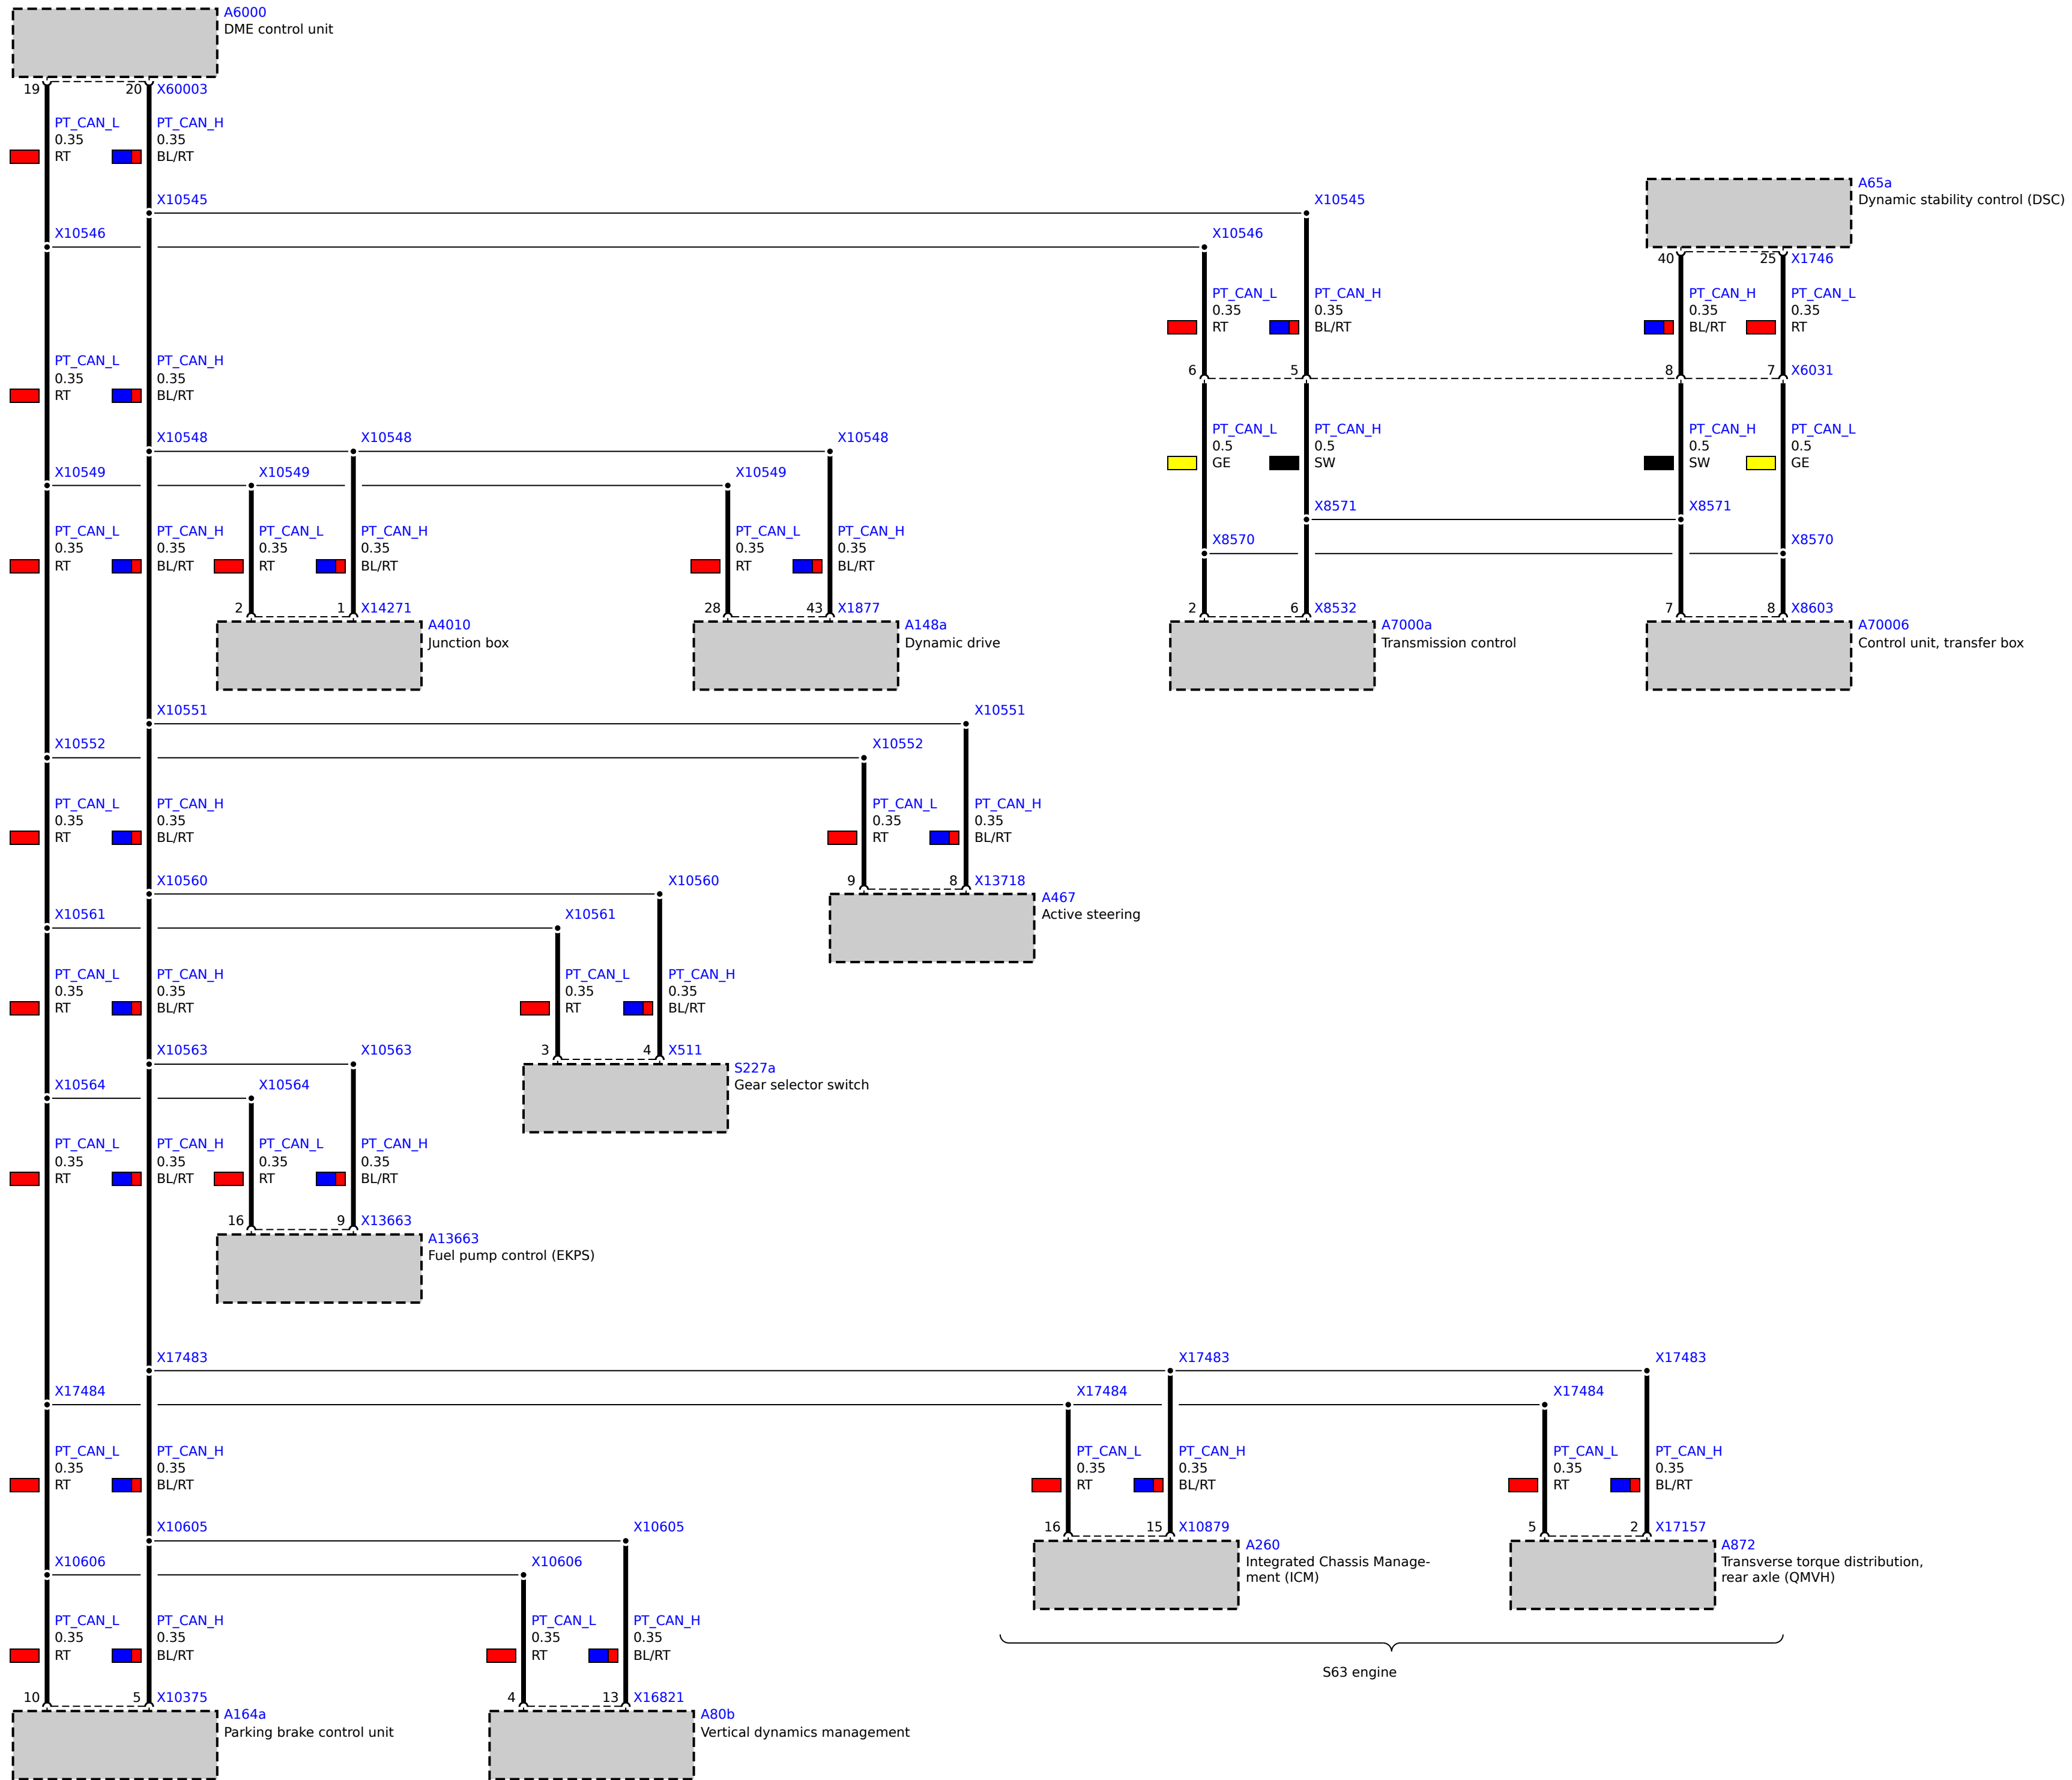 A6000
DME control unit
19
20
X60003
PT_CAN_L
0.35
RT
PT_CAN_H
0.35
BL/RT
X10545
X10545
X10546
X10546
A65a
Dynamic stability control (DSC)
40
25
X1746
PT_CAN_L
0.35
RT
PT_CAN_H
0.35
BL/RT
PT_CAN_H
0.35
BL/RT
PT_CAN_L
0.35
RT
6
5
8
7
X6031
PT_CAN_L
0.35
RT
PT_CAN_H
0.35
BL/RT
PT_CAN_L
0.5
GE
PT_CAN_H
0.5
SW
PT_CAN_H
0.5
SW
PT_CAN_L
0.5
GE
X10548
X10548
X10548
X10549
X10549
X10549
X8571
X8571
X8570
X8570
PT_CAN_L
0.35
RT
PT_CAN_H
0.35
BL/RT
PT_CAN_L
0.35
RT
PT_CAN_H
0.35
BL/RT
PT_CAN_L
0.35
RT
PT_CAN_H
0.35
BL/RT
2
1
X14271
28
43
X1877
2
6
X8532
7
8
X8603
A4010
Junction box
A148a
Dynamic drive
A7000a
Transmission control
A70006
Control unit, transfer box
X10551
X10551
X10552
X10552
PT_CAN_L
0.35
RT
PT_CAN_H
0.35
BL/RT
PT_CAN_L
0.35
RT
PT_CAN_H
0.35
BL/RT
9
8
X13718
A467
Active steering
X10560
X10560
X10561
X10561
PT_CAN_L
0.35
RT
PT_CAN_H
0.35
BL/RT
PT_CAN_L
0.35
RT
PT_CAN_H
0.35
BL/RT
3
4
X511
S227a
Gear selector switch
X10563
X10563
X10564
X10564
PT_CAN_L
0.35
RT
PT_CAN_H
0.35
BL/RT
PT_CAN_L
0.35
RT
PT_CAN_H
0.35
BL/RT
16
9
X13663
A13663
Fuel pump control (EKPS)
X17483
X17483
X17483
X17484
X17484
X17484
PT_CAN_L
0.35
RT
PT_CAN_H
0.35
BL/RT
PT_CAN_L
0.35
RT
PT_CAN_H
0.35
BL/RT
PT_CAN_L
0.35
RT
PT_CAN_H
0.35
BL/RT
16
15
X10879
5
2
X17157
A260
Integrated Chassis Manage-
ment (ICM)
A872
Transverse torque distribution,
rear axle (QMVH)
S63 engine
X10605
X10605
X10606
X10606
PT_CAN_L
0.35
RT
PT_CAN_H
0.35
BL/RT
PT_CAN_L
0.35
RT
PT_CAN_H
0.35
BL/RT
10
5
X10375
4
13
X16821
A164a
Parking brake control unit
A80b
Vertical dynamics management